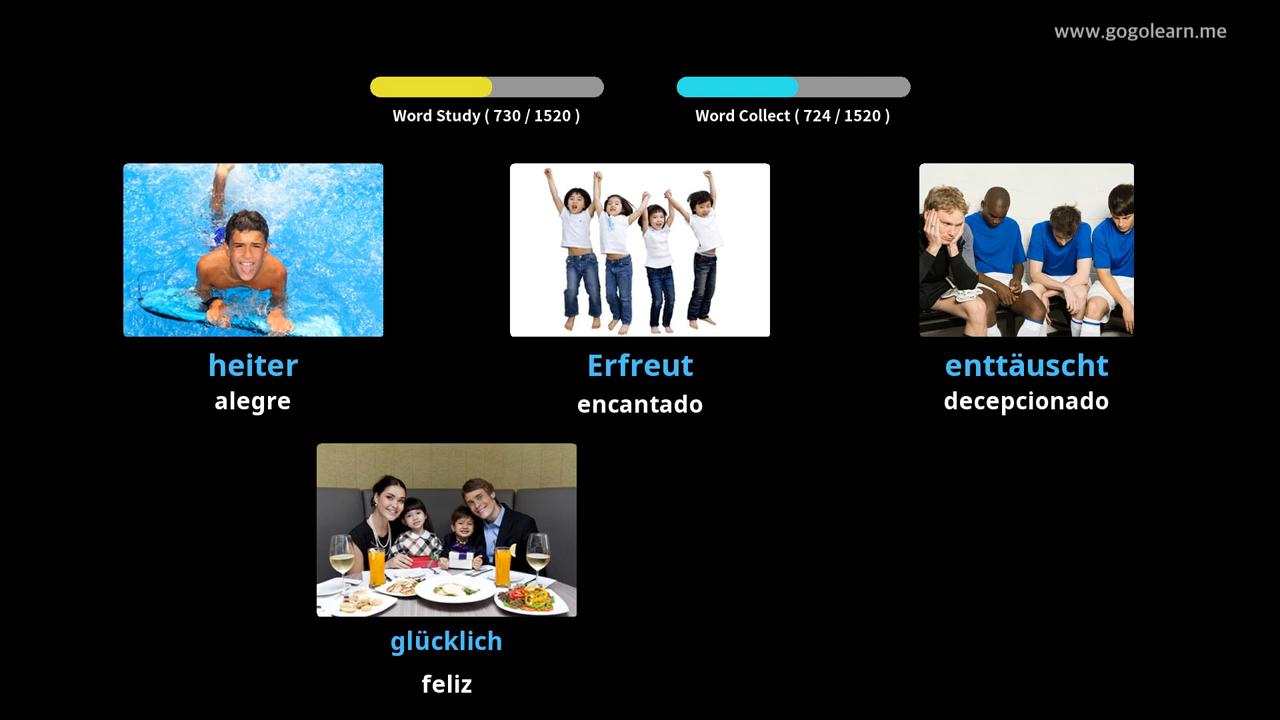 www.gogolearn.me
Word Study ( 730 / 1520 )
Word Collect ( 724 / 1520 )
heiter
alegre
Erfreut
encantado
enttäuscht
decepcionado
glücklich
feliz